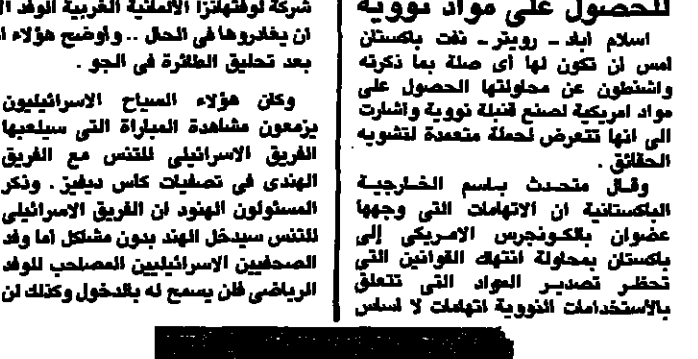 للحصول على مواد نووية
اسلام اباد ـ رويتر ـ نفت باكستان
امس ان تكون لها أى صلة بما ذكرته
واشنطون عن محاولتها الحصول على
مواد امريكية لصنع قنبلة نووية واشارت
الى انها تتعرض لحملة متعمدة لتشويه
الحقائق .
وقال متحدث باسم الخارجية
الباكستانية ان الاتهامات التى وجهها
عضوان بالكونجرس الامريكى إلى
باكستان بمحاولة انتهاك القوانين التى
تحظر تصدير المواد التى تتعلق
بالأستخدامات النووية اتهامات لا اساس
شركة لوفتهانزا الألمانية الغربية الوفد
ان يغادروها فى الحال .. وأوضح هؤلاء
بعد تحليق الطائرة فى الجو .
وكان هؤلاء السياح الاسرائيليون
يزمعون مشاهدة المباراة التى سيلعبها
الفريق الاسرائيلى للتنس مع الفريق
الهندى فى تصفيات كاس ديفيز . وذكر
المسئولون الهنود ان الفريق الاسرائيلى
للتنس سيدخل الهند بدون مشاكل اما وفد
الصحفيين الاسرائيليين المصاحب للوفد
الرياضى فلن يسمح له بالدخول وكذلك لن